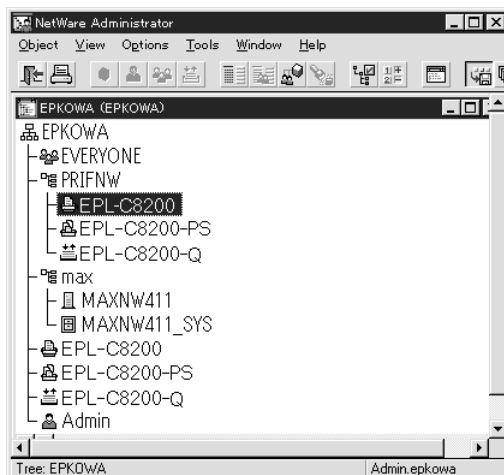 NetWare Administrator
Object View Options Tools Window Help
EPKOWA (EPKOWA)
EPKOWA
EVERYONE
PRIFNW
EPL-C8200
EPL-C8200-PS
EPL-C8200-Q
max
MAXNW411
MAXNW411_SYS
EPL-C8200
EPL-C8200-PS
EPL-C8200-Q
Admin
Tree: EPKOWA Admin.epkowa